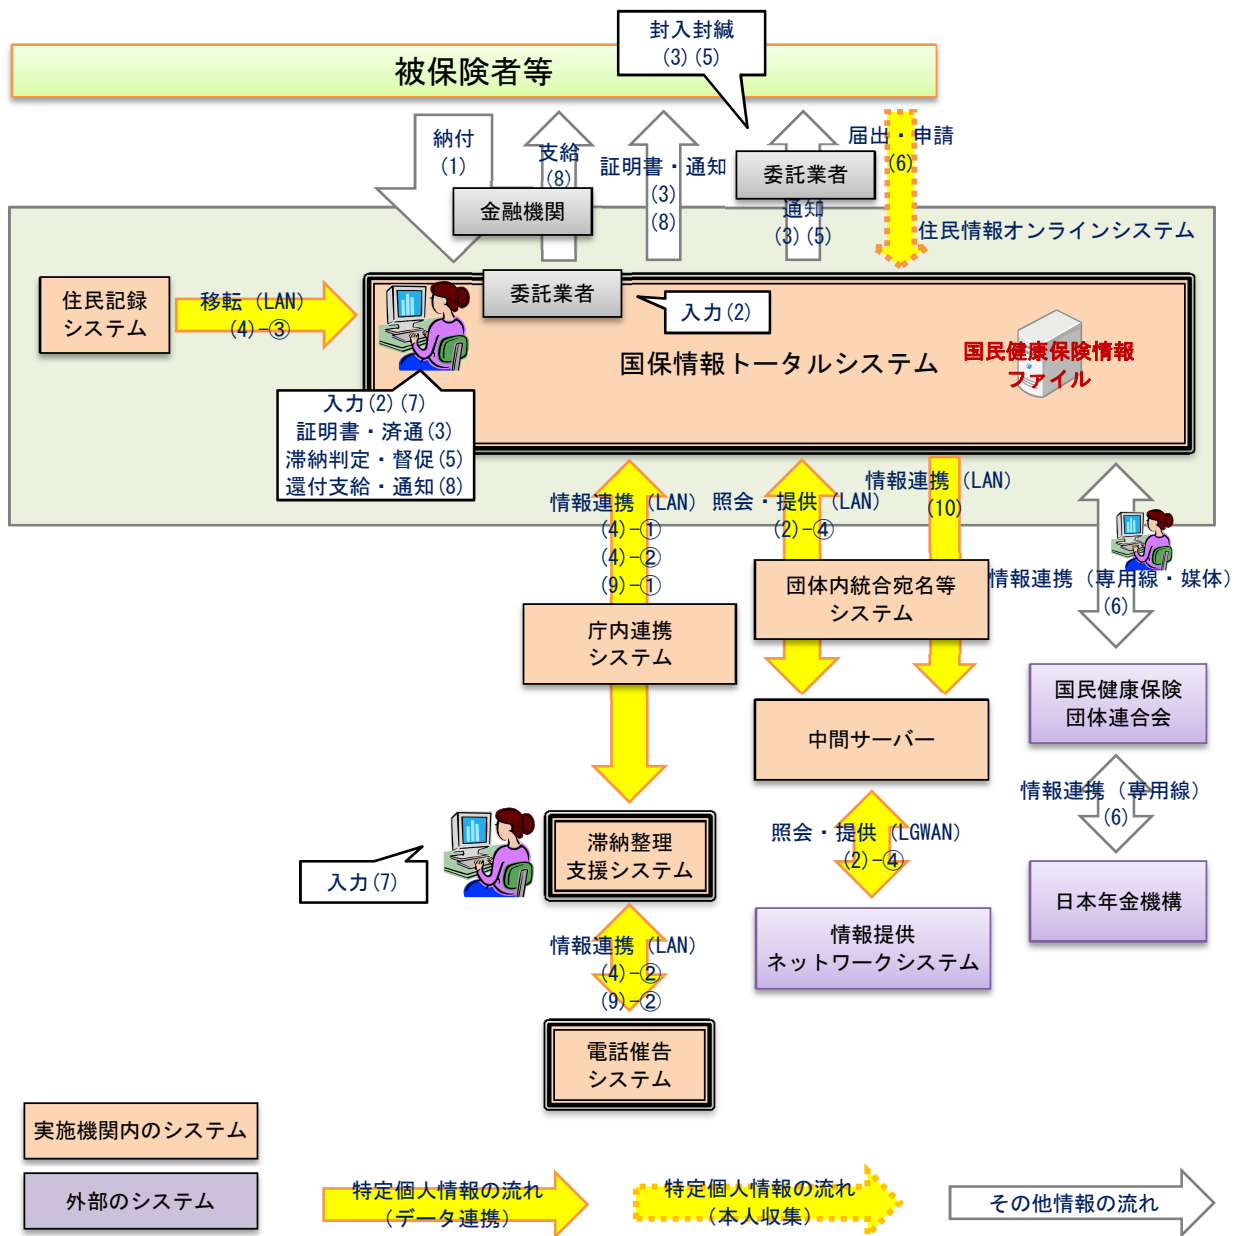 封入封緘
(3)(5)
被保険者等
納付
(1)
支給
(8)
証明書・通知
(3)
(8)
委託業者
通知
(3)(5)
届出・申請
(6)
金融機関
住民情報オンラインシステム
住民記録
システム
移転（LAN）
(4)-③
委託業者
入力(2)
国保情報トータルシステム
国民健康保険情報
ファイル
入力(2)(7)
証明書・済通(3)
滞納判定・督促(5)
還付支給・通知(8)
情報連携（LAN）
(4)-①
(4)-②
(9)-①
照会・提供（LAN）
(2)-④
情報連携（LAN）
(10)
情報連携（専用線・媒体）
(6)
庁内連携
システム
団体内統合宛名等
システム
国民健康保険
団体連合会
中間サーバー
情報連携（専用線）
(6)
入力(7)
滞納整理
支援システム
照会・提供（LGWAN）
(2)-④
日本年金機構
情報提供
ネットワークシステム
情報連携（LAN）
(4)-②
(9)-②
電話催告
システム
実施機関内のシステム
外部のシステム
特定個人情報の流れ
（データ連携）
特定個人情報の流れ
（本人収集）
その他情報の流れ